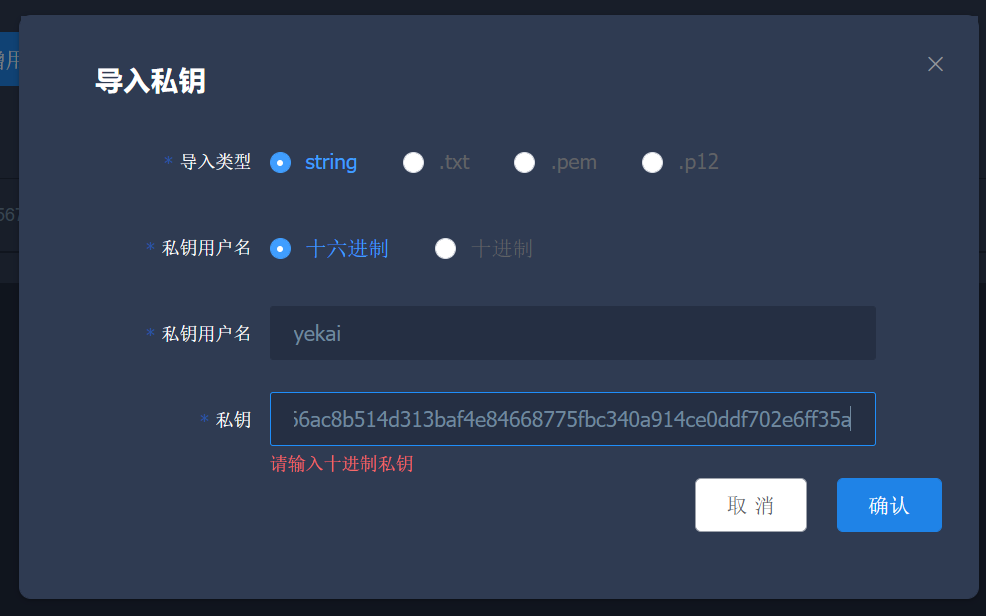 导入私钥
* 导入类型 string .txt .pem .p12
* 私钥用户名 十六进制 十进制
* 私钥用户名 yekai
* 私钥 56ac8b514d313baf4e84668775fbc340a914ce0ddf702e6ff35a
请输入十进制私钥
取 消 确认